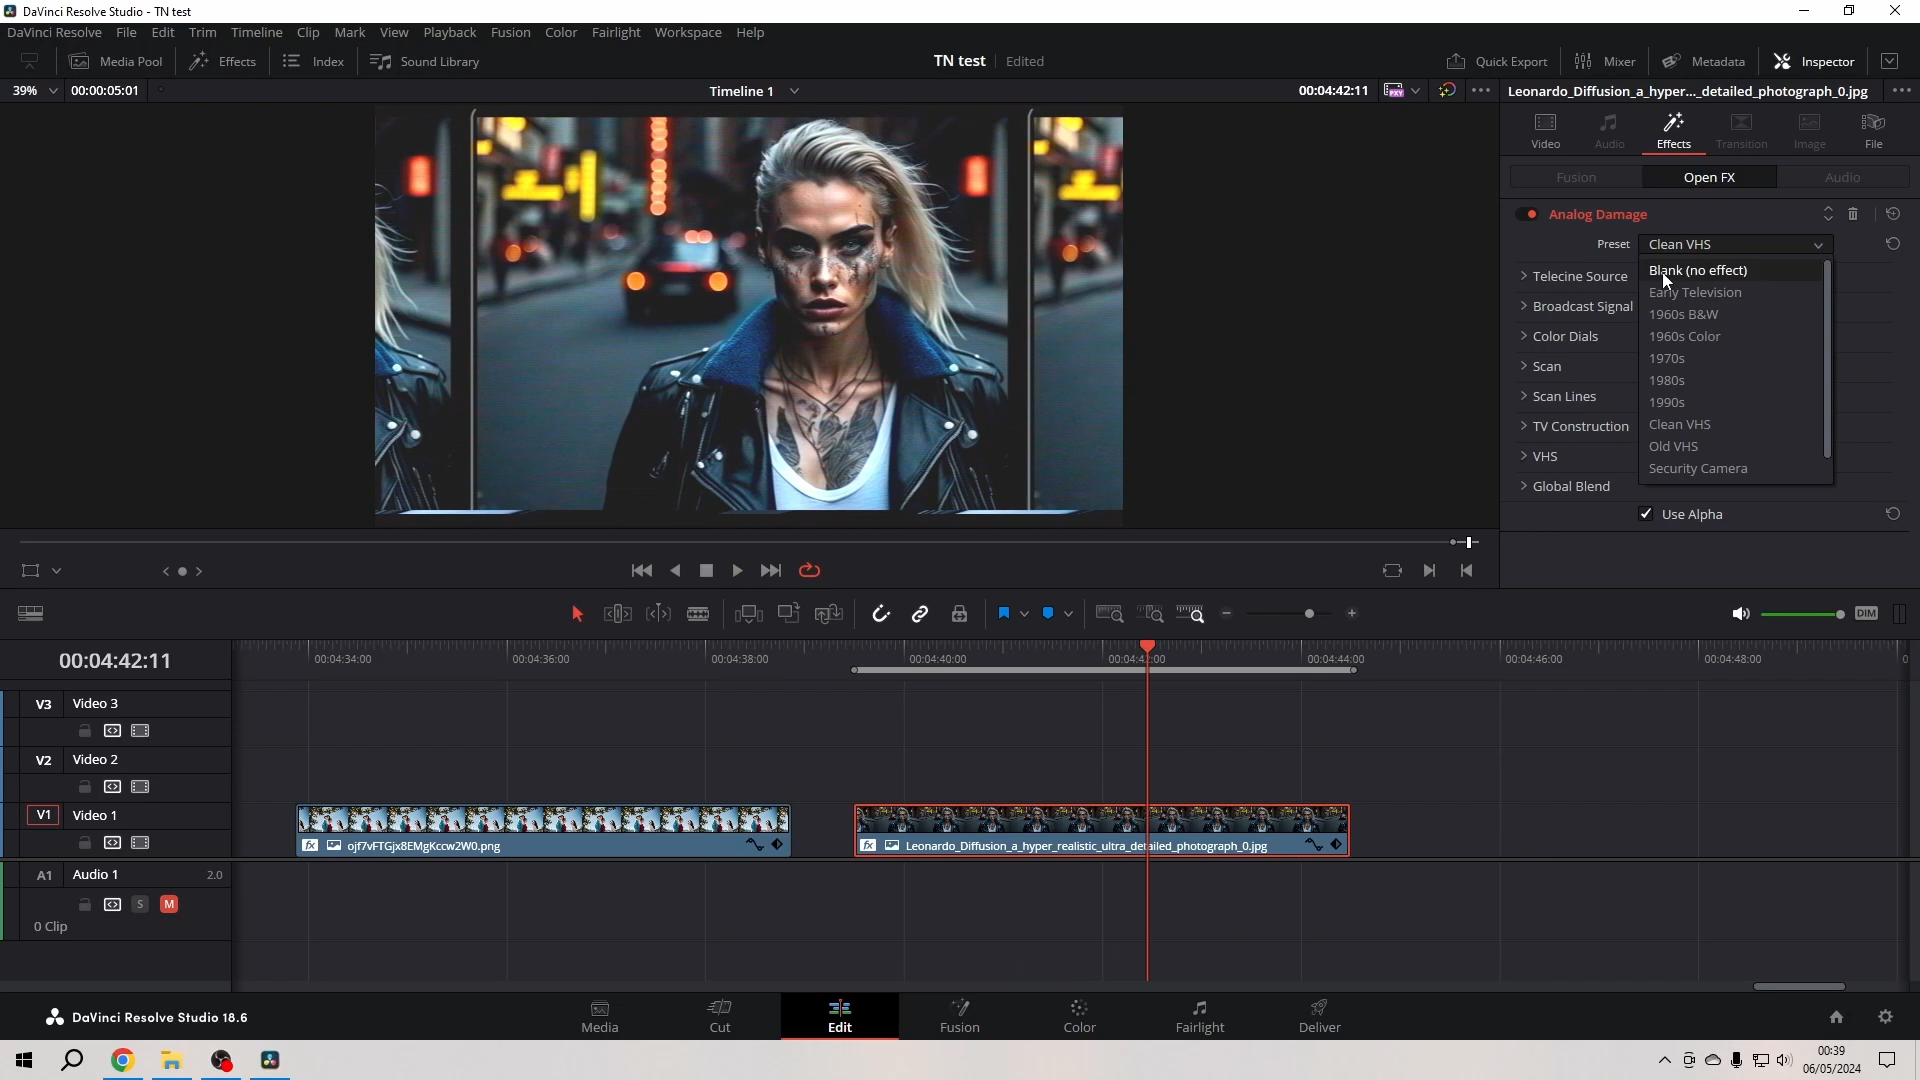 DaVinci Resolve Studio - TN test
DaVinci Resolve File Edit Trim Timeline Clip Mark View Playback Fusion Color Fairlight Workspace Help
Media Pool Effects Index Sound Library TN test Edited Quick Export Mixer Metadata Inspector
39% 00:00:05:01 Timeline 1 00:04:42:11 PXY Leonardo_Diffusion_a_hyper..._detailed_photograph_0.jpg
Video Audio Effects Transition Image File
Fusion Open FX Audio
Analog Damage
Preset Clean VHS
Blank (no effect)
Telecine Source
Early Television
Broadcast Signal
1960s B&W
Color Dials
1960s Color
1970s
Scan
1980s
Scan Lines
1990s
TV Construction
Clean VHS
Old VHS
VHS
Security Camera
Global Blend
Use Alpha
DIM
00:04:42:11
00:04:34:00 00:04:36:00 00:04:38:00 00:04:40:00 00:04:42:00 00:04:44:00 00:04:46:00 00:04:48:00
V3 Video 3
V2 Video 2
V1 Video 1
fx ojf7vFTGjx8EMgKccw2W0.png fx Leonardo_Diffusion_a_hyper_realistic_ultra_detailed_photograph_0.jpg
A1 Audio 1 2.0
S M
0 Clip
DaVinci Resolve Studio 18.6 Media Cut Edit Fusion Color Fairlight Deliver
00:39
06/05/2024